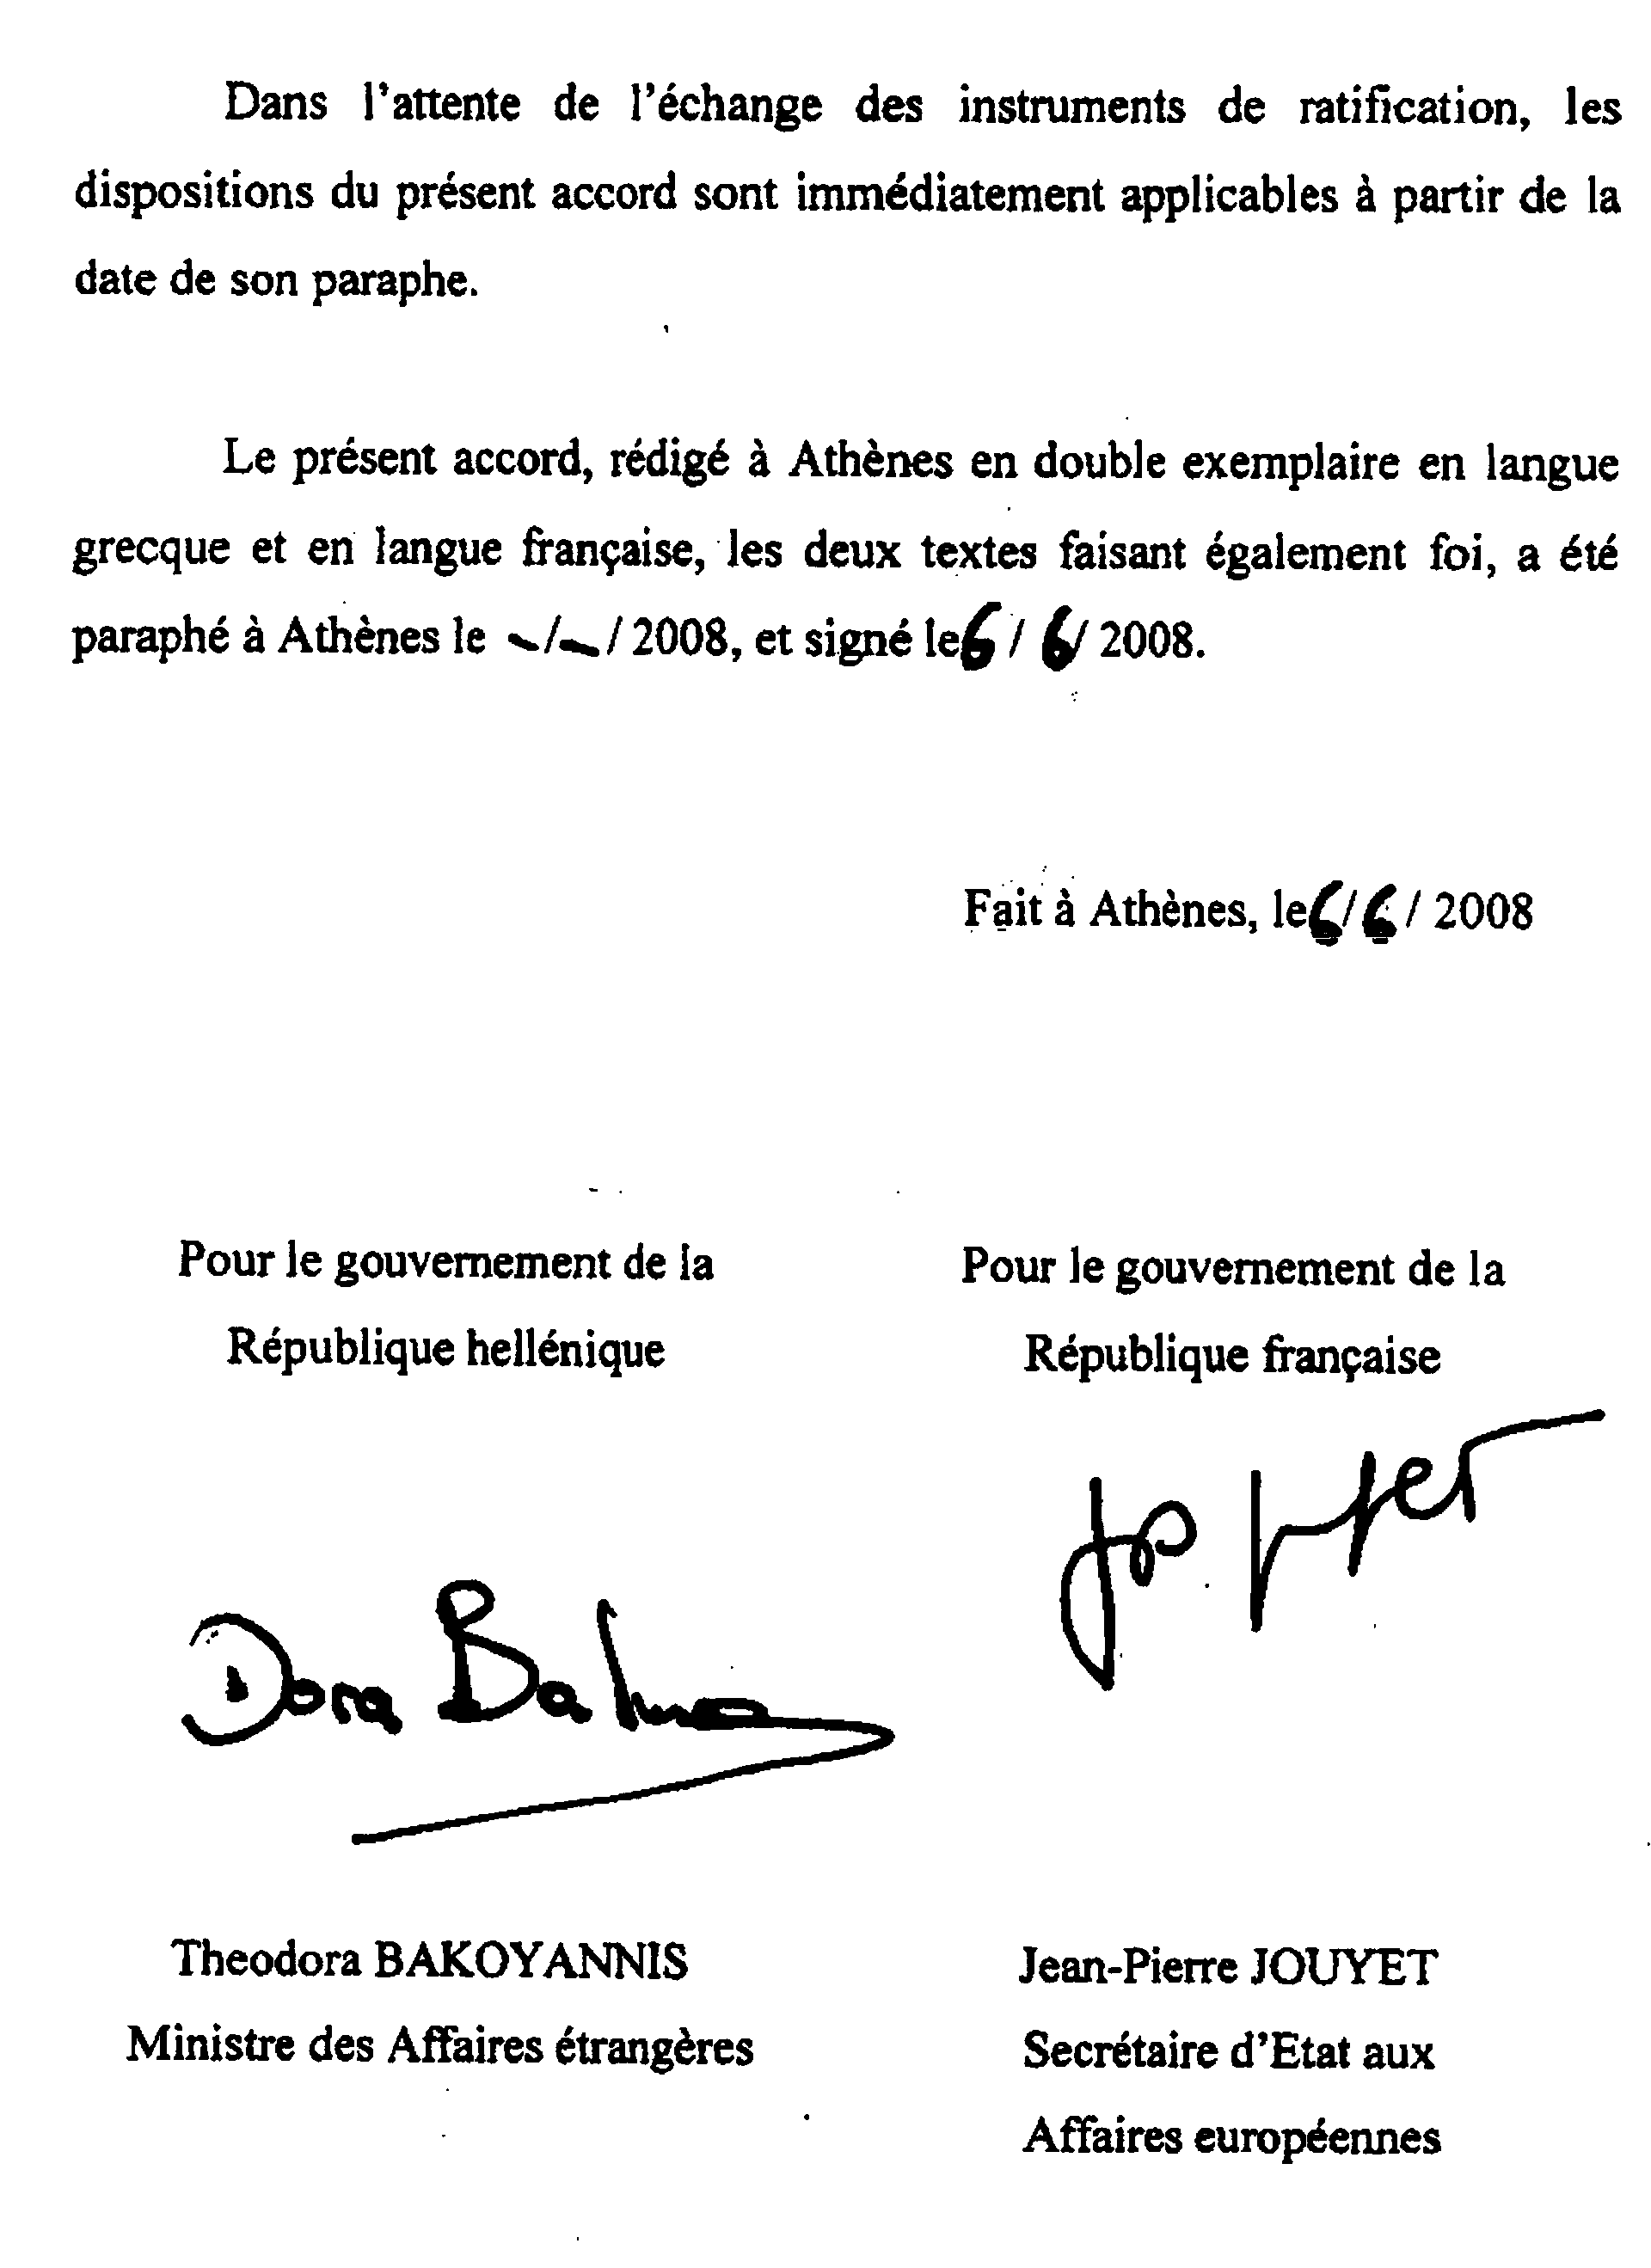 Dans l'attente de l'échange des instruments de ratification, les
dispositions du présent accord sont immédiatement applicables à partir de la
date de son paraphe.
Le présent accord, rédigé à Athènes en double exemplaire en langue
grecque et en langue française, les deux textes faisant également foi, a été
paraphé à Athènes le -/-/ 2008, et signé le 6 / 6/ 2008.
Fait à Athènes, le 6/6/ 2008
Pour le gouvernement de la
République hellénique
Pour le gouvernement de la
République française
Dora Bak
Theodora BAKOYANNIS
Ministre des Affaires étrangères
Jean-Pierre JOUYET
Secrétaire d'Etat aux
Affaires européennes